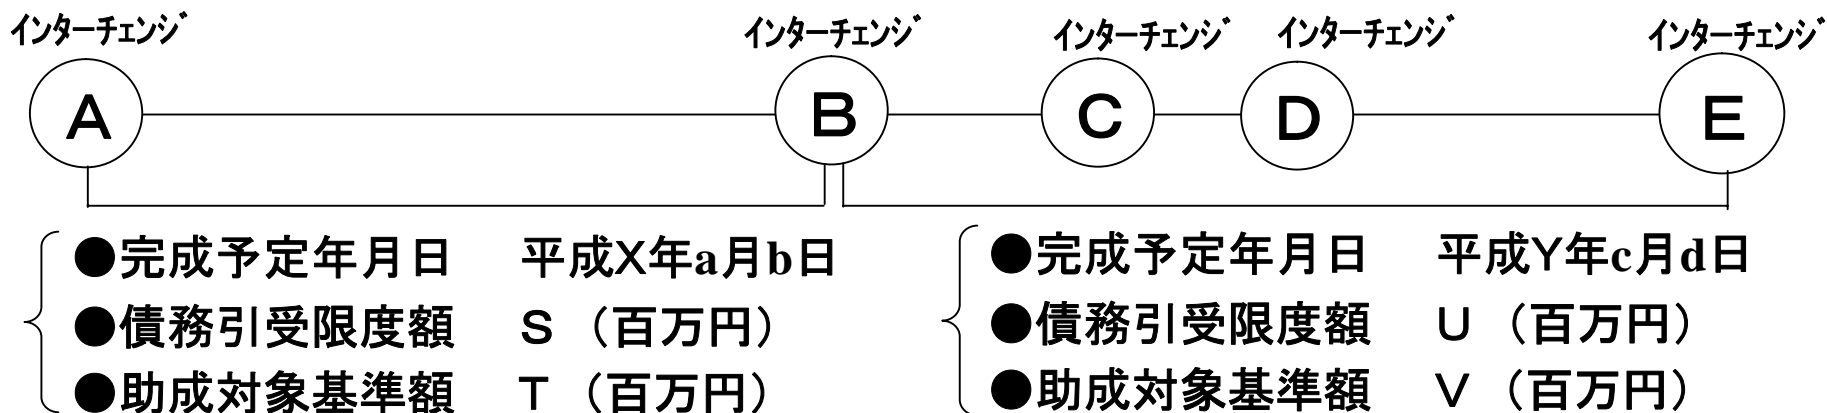 インターチェンジ インターチェンジ インターチェンジ インターチェンジ インターチェンジ
A B C D E
●完成予定年月日 平成X年a月b日
●債務引受限度額 S (百万円)
●助成対象基準額 T (百万円)
●完成予定年月日 平成Y年c月d日
●債務引受限度額 U (百万円)
●助成対象基準額 V (百万円)